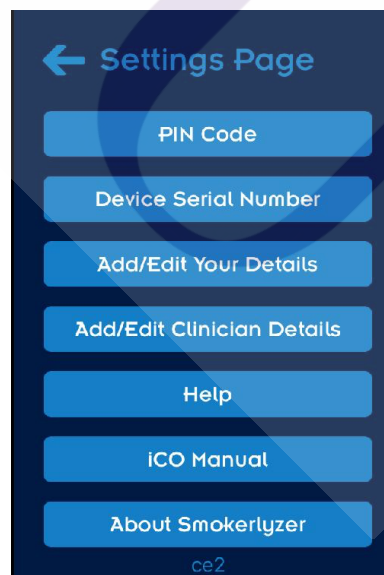 Settings Page
PIN Code
Device Serial Number
Add/Edit Your Details
Add/Edit Clinician Details
Help
iCO Manual
About Smokerlyzer
ce2